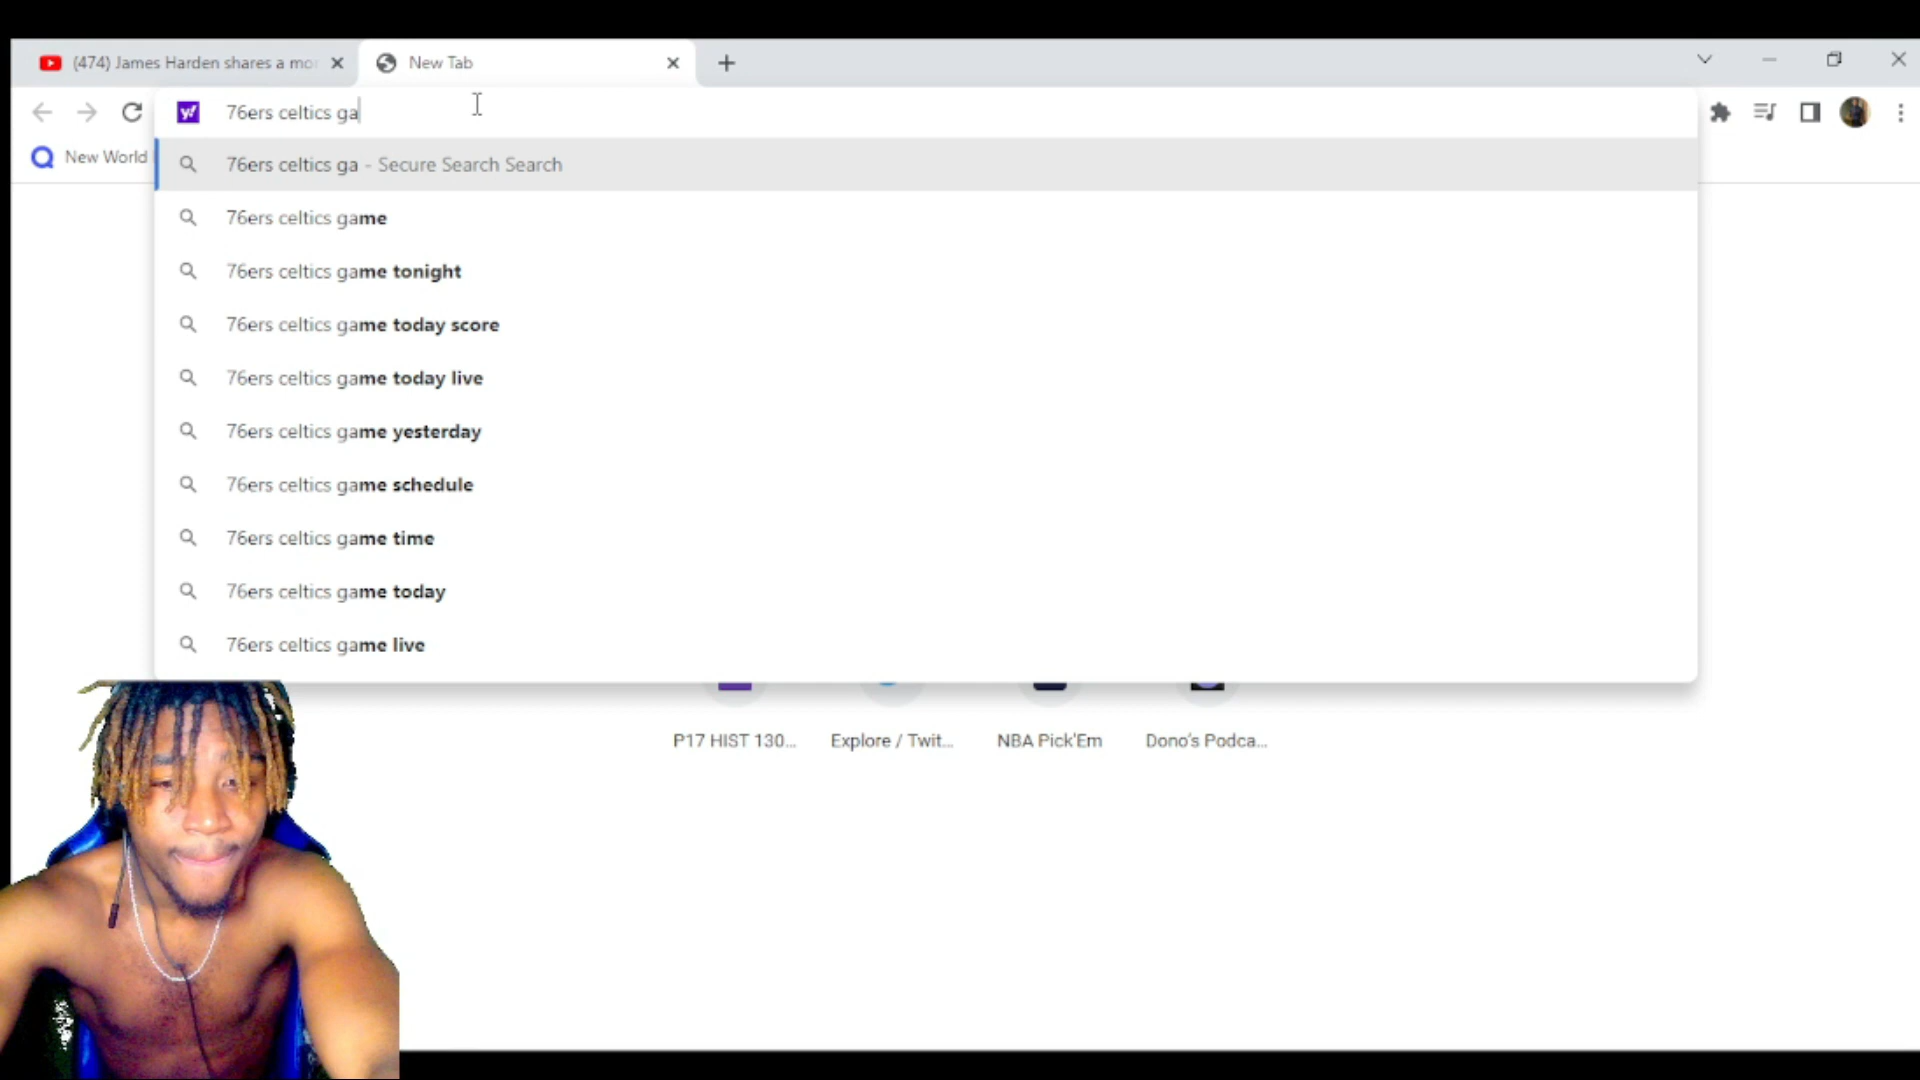 (474) James Harden shares a mo
New Tab
76ers celtics ga
New World
76ers celtics ga - Secure Search Search
76ers celtics game
76ers celtics game tonight
76ers celtics game today score
76ers celtics game today live
76ers celtics game yesterday
76ers celtics game schedule
76ers celtics game time
76ers celtics game today
76ers celtics game live
P17 HIST 130...
Explore / Twit...
NBA Pick'Em
Dono's Podca...